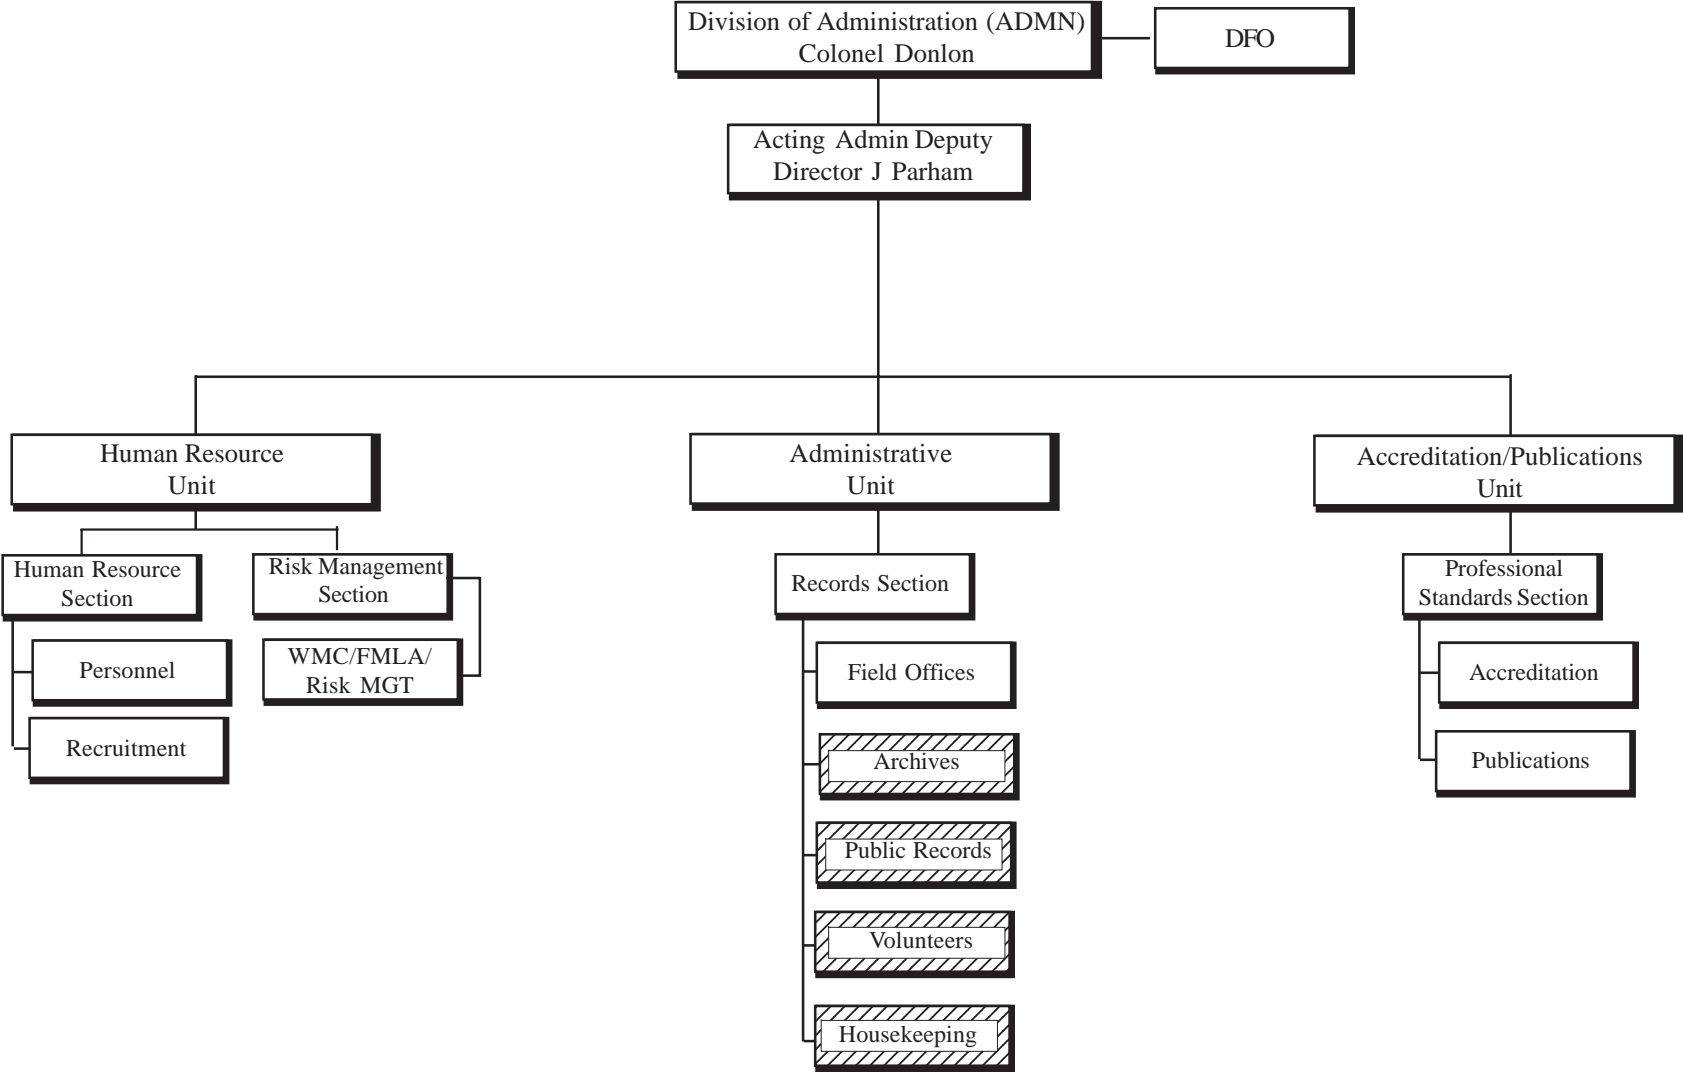 Division of Administration (ADMN)
Colonel Donlon
DFO
Acting Admin Deputy
Director J Parham
Human Resource
Unit
Administrative
Unit
Accreditation/Publications
Unit
Human Resource
Section
Risk Management
Section
Records Section
Professional
Standards Section
Personnel
WMC/FMLA/
Risk MGT
Field Offices
Accreditation
Recruitment
Archives
Publications
Public Records
Volunteers
Housekeeping